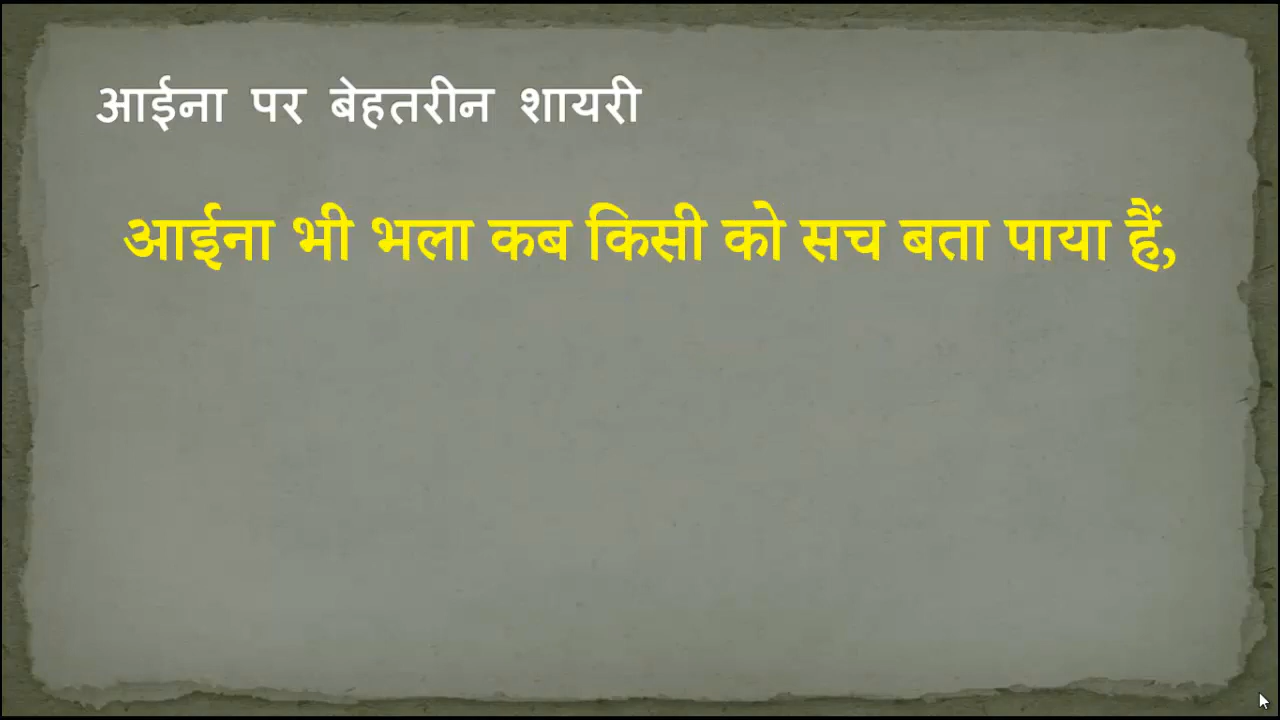 आईना पर बेहतरीन शायरी
आईना भी भला कब किसी को सच बता पाया हैं,